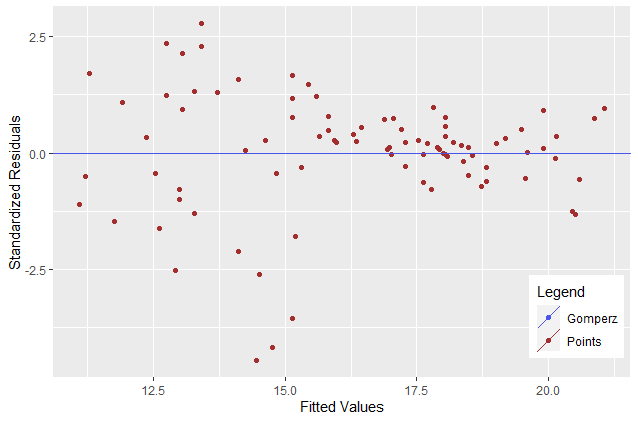 2.5
0.0
-2.5
Standardized Residuals
12.5
15.0
17.5
20.0
Fitted Values
Legend
Gomperz
Points